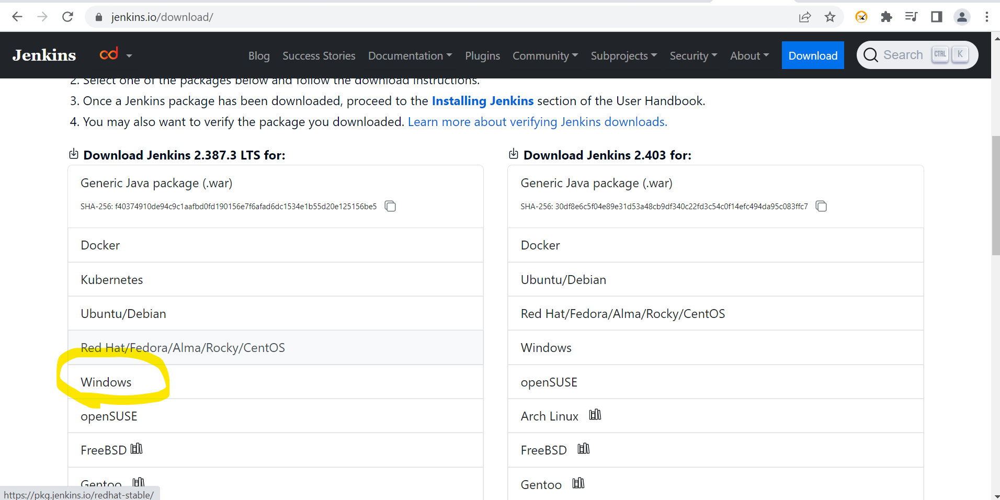 jenkins.io/download/
Jenkins cd Blog Success Stories Documentation Plugins Community Subprojects Security About Download Search CTRL K
2. Select one of the packages below and follow the download instructions.
3. Once a Jenkins package has been downloaded, proceed to the Installing Jenkins section of the User Handbook.
4. You may also want to verify the package you downloaded. Learn more about verifying Jenkins downloads.
Download Jenkins 2.387.3 LTS for:
Generic Java package (.war)
SHA-256: f40374910de94c9c1aafbd0fd190156e7f6afad6dc1534e1b55d20e125156be5
Docker
Kubernetes
Ubuntu/Debian
Red Hat/Fedora/Alma/Rocky/CentOS
Windows
openSUSE
FreeBSD
Gentoo
Download Jenkins 2.403 for:
Generic Java package (.war)
SHA-256: 30df8e6c5f04e89e31d53a48cb9df340c22fd3c54c0f14efc494da95c083ffc7
Docker
Ubuntu/Debian
Red Hat/Fedora/Alma/Rocky/CentOS
Windows
openSUSE
Arch Linux
FreeBSD
Gentoo
https://pkg.jenkins.io/redhat-stable/